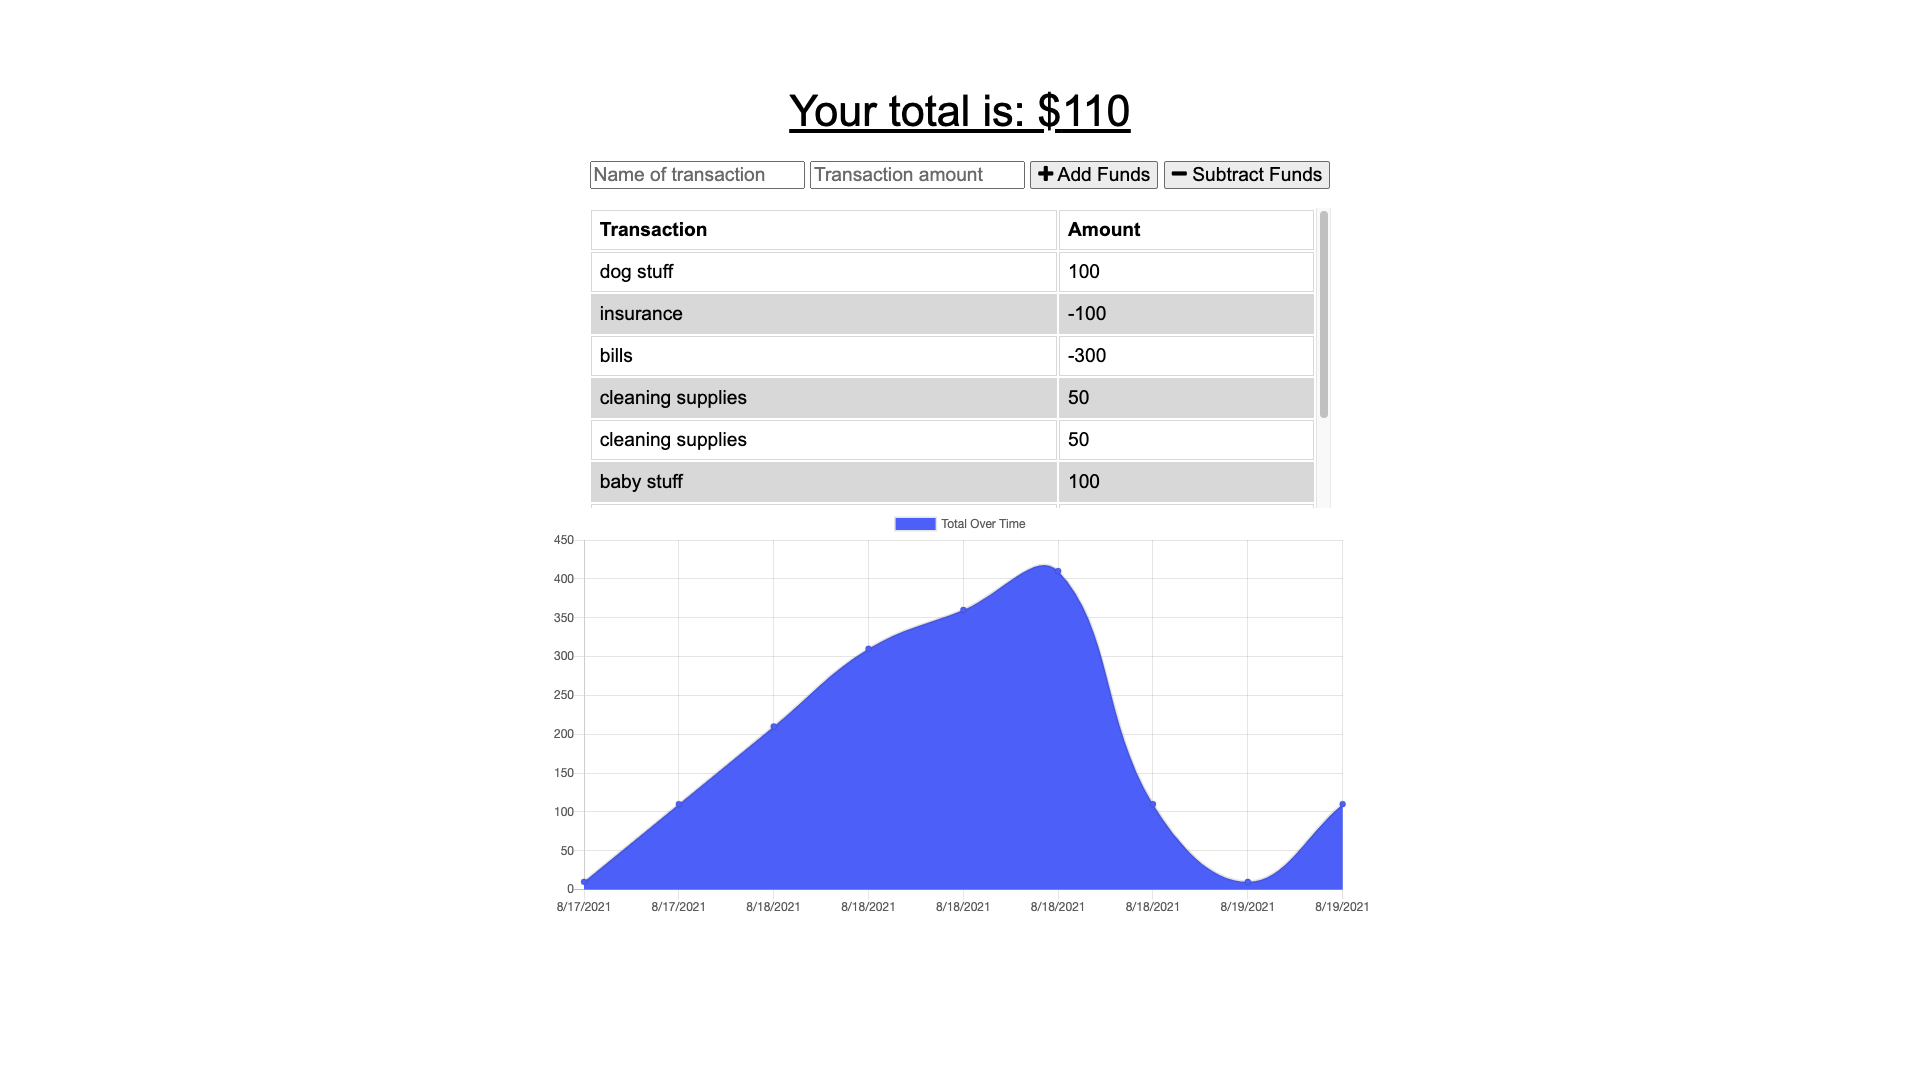 Your total is: $110
Name of transaction Transaction amount Add Funds Subtract Funds
Transaction Amount
dog stuff 100
insurance -100
bills -300
cleaning supplies 50
cleaning supplies 50
baby stuff 100
Total Over Time
450
400
350
300
250
200
150
100
50
0
8/17/2021 8/17/2021 8/18/2021 8/18/2021 8/18/2021 8/18/2021 8/18/2021 8/19/2021 8/19/2021